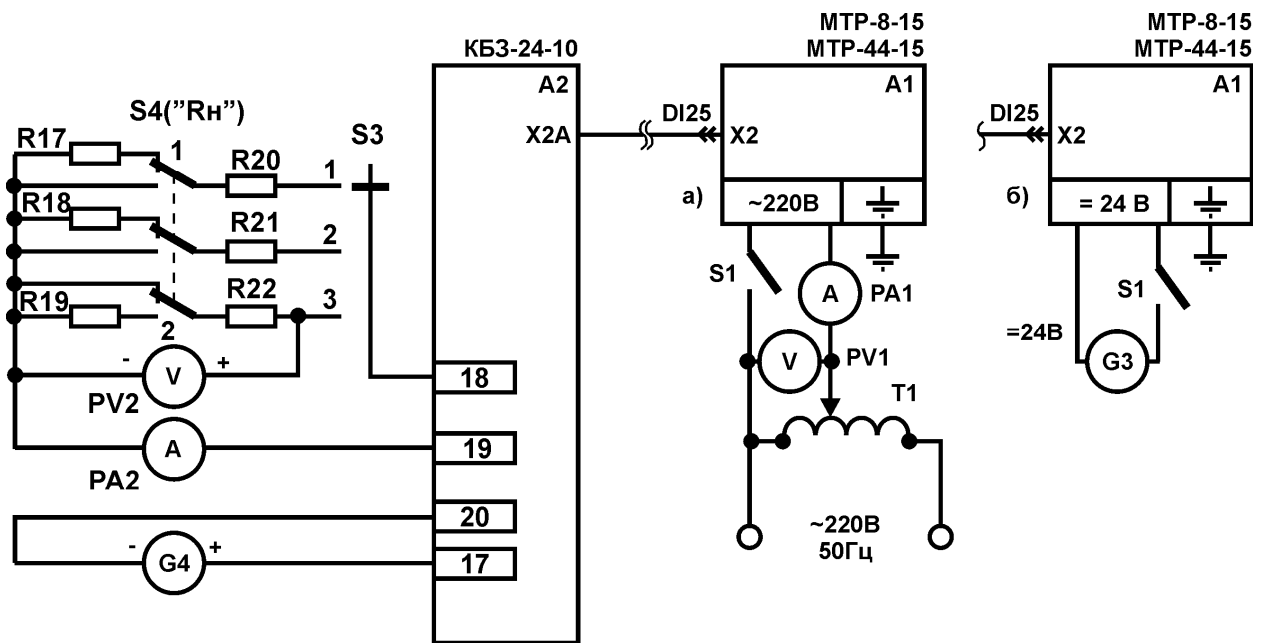 МТР-8-15
МТР-44-15
МТР-8-15
МТР-44-15
КБЗ-24-10
A2
A1
A1
S4("Rн")
DI25
DI25
S3
X2A
X2
X2
R17
1
R20
1
R18
R21
2
R19
R22
3
2
а)
~220В
б)
= 24 В
S1
A
PA1
S1
=24В
G3
V
PV1
T1
-
V
+
PV2
18
A
19
PA2
20
-
G4
+
17
~220В
50Гц